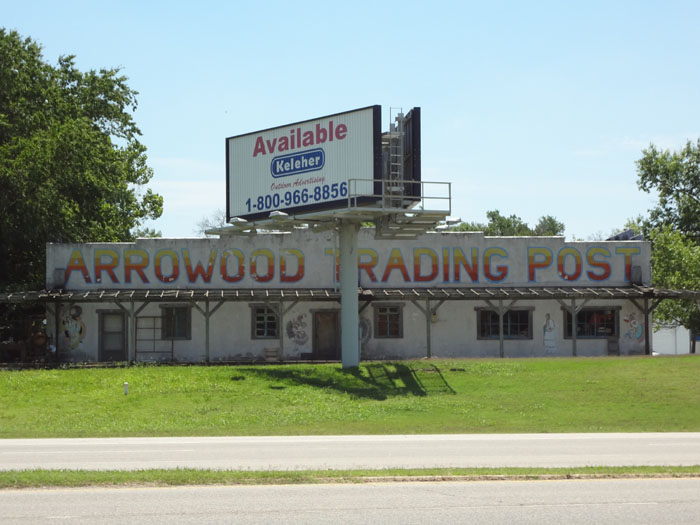 Available
Keleher
Outdoor Advertising
1-800-966-8856
ARROWOOD TRADING POST